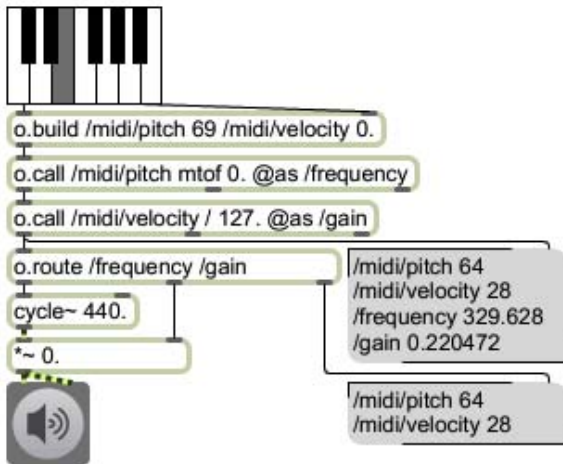 o.build /midi/pitch 69 /midi/velocity 0.
o.call /midi/pitch mtof 0. @as /frequency
o.call /midi/velocity / 127. @as /gain
o.route /frequency /gain
cycle~ 440.
*~ 0.
/midi/pitch 64
/midi/velocity 28
/frequency 329.628
/gain 0.220472
/midi/pitch 64
/midi/velocity 28